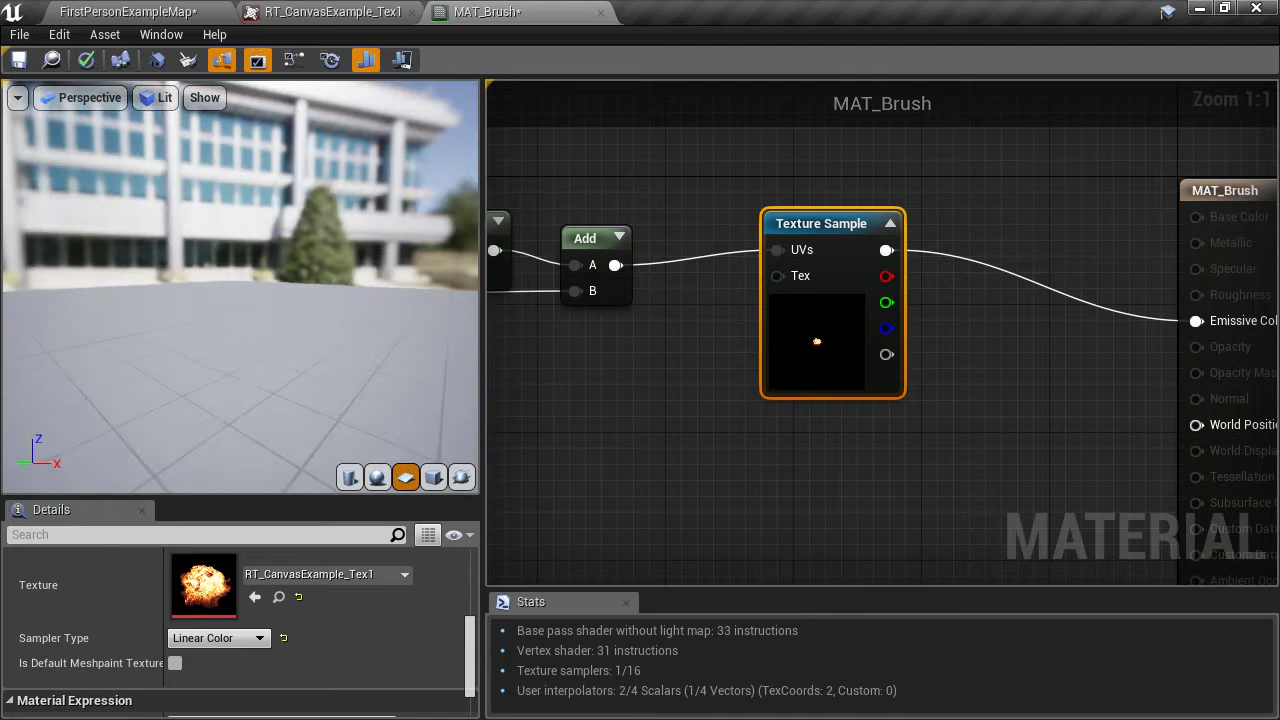 FirstPersonExampleMap*
RT_CanvasExample_Tex1
MAT_Brush*
File Edit Asset Window Help
Perspective Lit Show
MAT_Brush
Zoom 1:1
MAT_Brush
Base Color
Metallic
Specular
Roughness
Emissive Col
Opacity
Opacity Mas
Normal
World Positi
World Displa
Tessellation
Subsurface
Custom Data
Custom Data
Ambient Occ
Add
A
B
Texture Sample
UVs
Tex
Z
X
MATERIAL
Details
Search
Texture
RT_CanvasExample_Tex1
Sampler Type
Linear Color
Is Default Meshpaint Texture
Material Expression
Stats
Base pass shader without light map: 33 instructions
Vertex shader: 31 instructions
Texture samplers: 1/16
User interpolators: 2/4 Scalars (1/4 Vectors) (TexCoords: 2, Custom: 0)